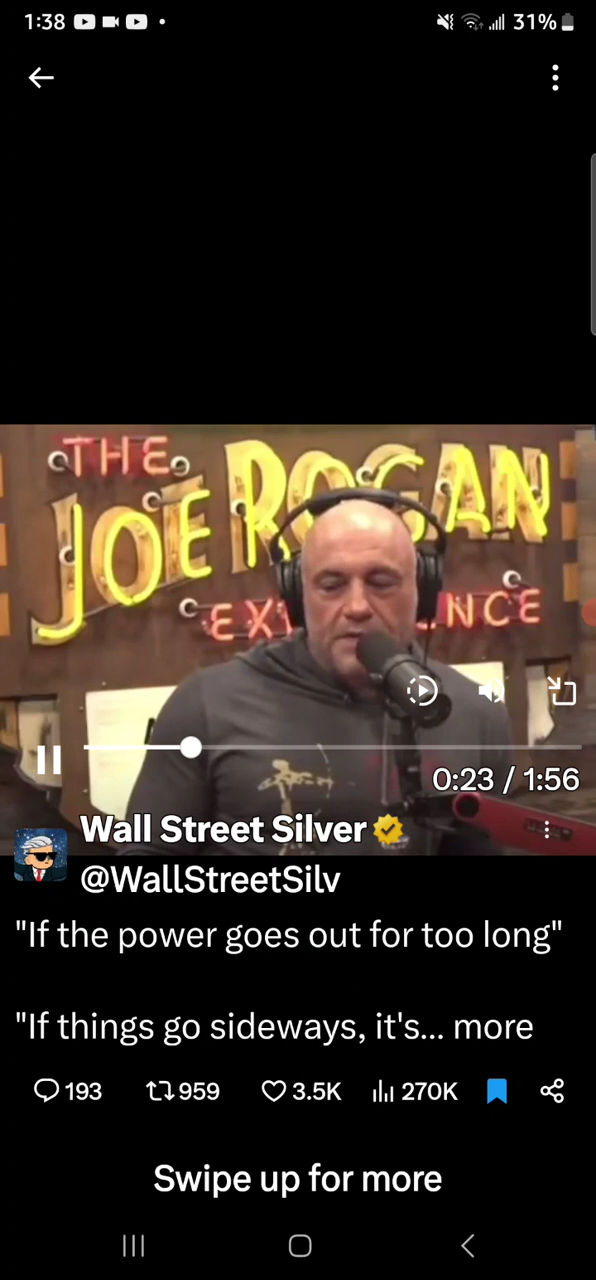 1:38 31%
THE
JOE ROGAN
EX NCE
0:23 / 1:56
Wall Street Silver
@WallStreetSilv
"If the power goes out for too long"
"If things go sideways, it's... more
193 959 3.5K 270K
Swipe up for more